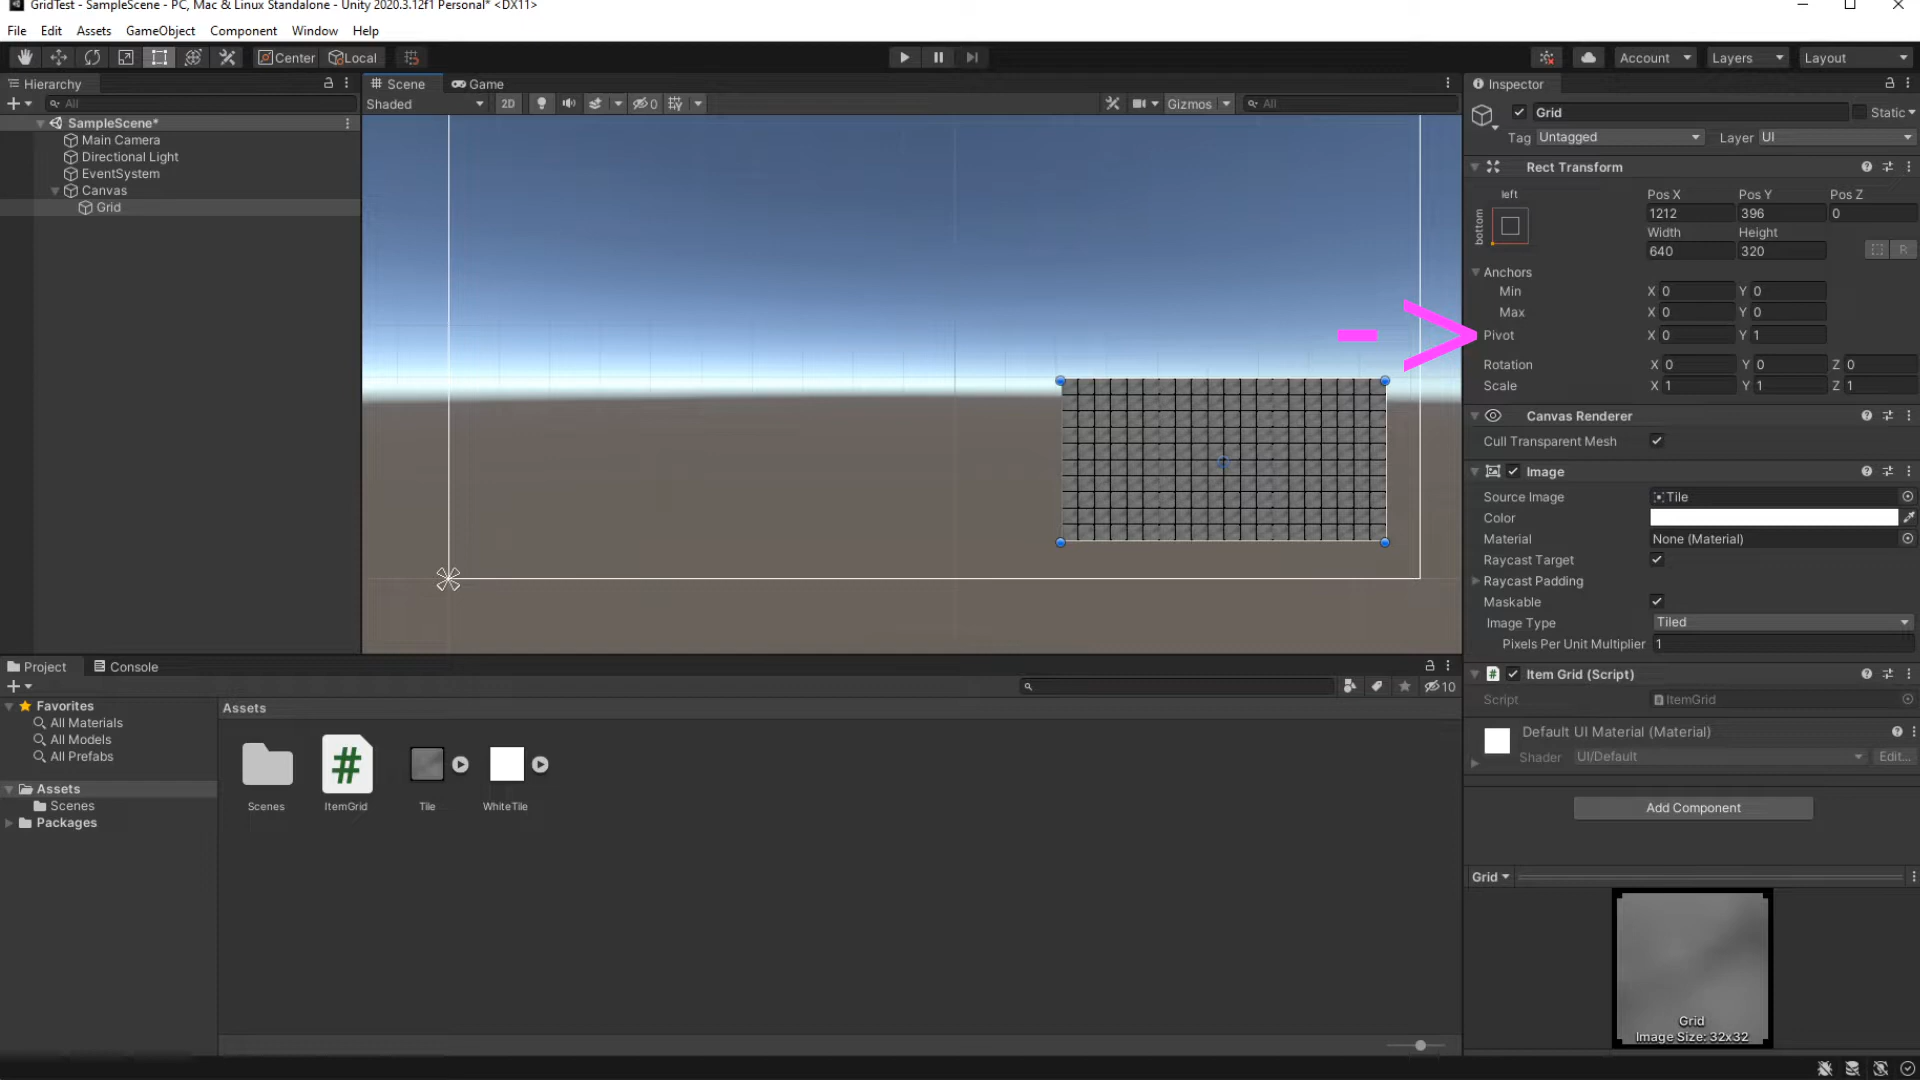 GridTest - SampleScene - PC, Mac & Linux Standalone - Unity 2020.3.12f1 Personal* <DX11>
File Edit Assets GameObject Component Window Help
Center Local Account Layers Layout
Hierarchy
All
SampleScene*
Main Camera
Directional Light
EventSystem
Canvas
Grid
Scene Game
Shaded 2D 0 Gizmos All
->
Inspector
Grid Static
Tag Untagged Layer UI
Rect Transform
left Pos X Pos Y Pos Z
bottom 1212 396 0
Width Height
640 320 R
Anchors
Min X 0 Y 0
Max X 0 Y 0
Pivot X 0 Y 1
Rotation X 0 Y 0 Z 0
Scale X 1 Y 1 Z 1
Canvas Renderer
Cull Transparent Mesh
Image
Source Image Tile
Color
Material None (Material)
Raycast Target
Raycast Padding
Maskable
Image Type Tiled
Pixels Per Unit Multiplier 1
# Item Grid (Script)
Script ItemGrid
Default UI Material (Material)
Shader UI/Default Edit...
Add Component
Grid
Grid
Image Size: 32x32
Project Console
10
Favorites
All Materials
All Models
All Prefabs
Assets
Scenes
Packages
Assets
#
Scenes ItemGrid Tile WhiteTile